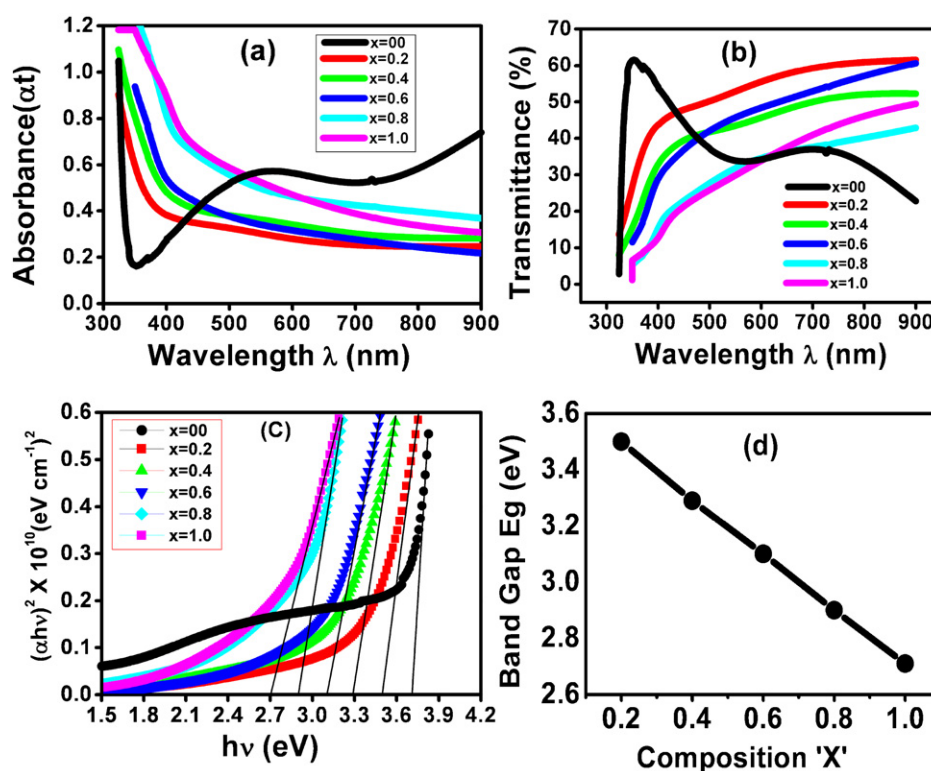 (a)
Absorbance(αt)
1.2
1.0
0.8
0.6
0.4
0.2
0.0
x=00
x=0.2
x=0.4
x=0.6
x=0.8
x=1.0
300 400 500 600 700 800 900
Wavelength λ (nm)
(b)
Transmittance (%)
70
60
50
40
30
20
10
0
x=00
x=0.2
x=0.4
x=0.6
x=0.8
x=1.0
300 400 500 600 700 800 900
Wavelength λ (nm)
(C)
(αhν)² X 10¹⁰(eV cm⁻¹)²
0.6
0.5
0.4
0.3
0.2
0.1
0.0
x=00
x=0.2
x=0.4
x=0.6
x=0.8
x=1.0
1.5 1.8 2.1 2.4 2.7 3.0 3.3 3.6 3.9 4.2
hν (eV)
(d)
Band Gap Eg (eV)
3.6
3.4
3.2
3.0
2.8
2.6
0.2 0.4 0.6 0.8 1.0
Composition 'X'